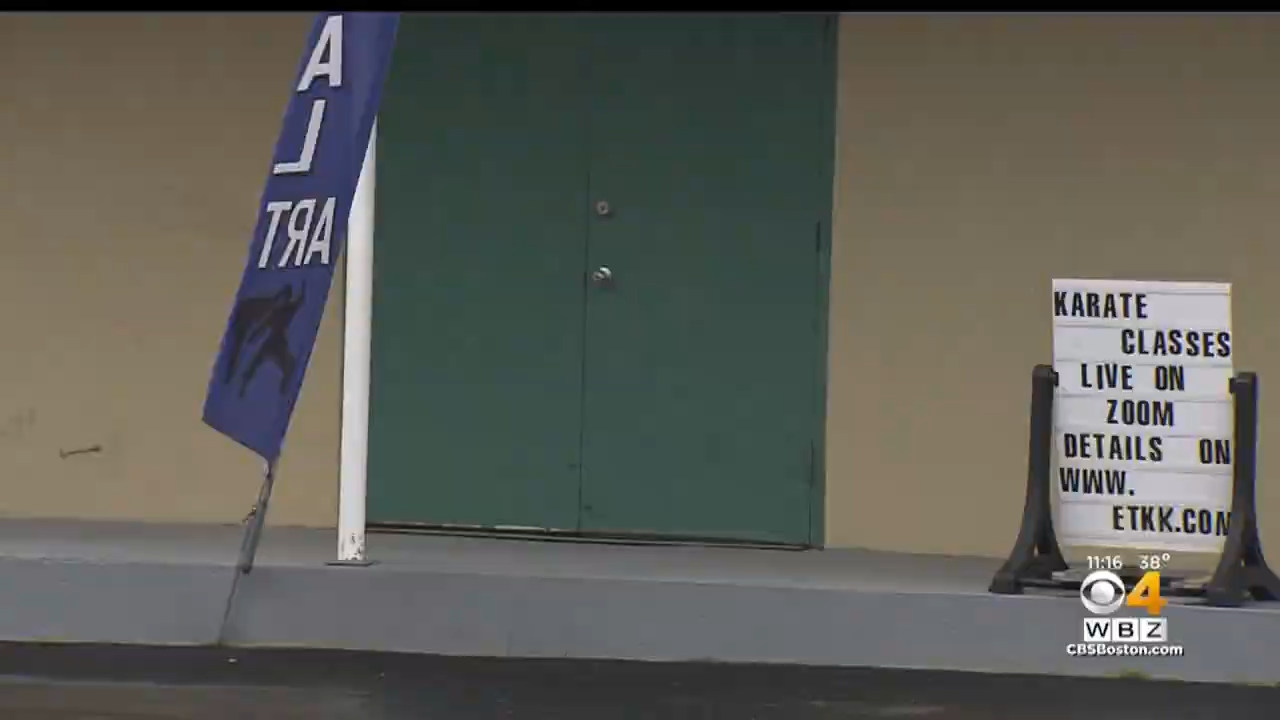 A
L
ART
KARATE
CLASSES
LIVE ON
ZOOM
DETAILS ON
WWW.
ETKK.COM
11:16 38°
4
WBZ
CBSBoston.com